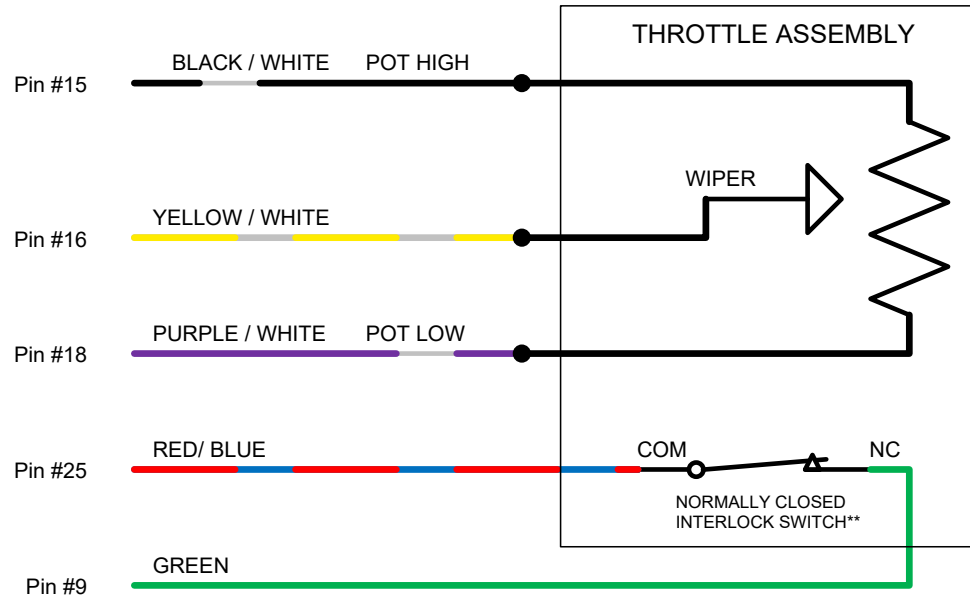 THROTTLE ASSEMBLY
Pin #15
BLACK / WHITE
POT HIGH
WIPER
Pin #16
YELLOW / WHITE
Pin #18
PURPLE / WHITE
POT LOW
Pin #25
RED/ BLUE
COM
NC
NORMALLY CLOSED
INTERLOCK SWITCH**
Pin #9
GREEN